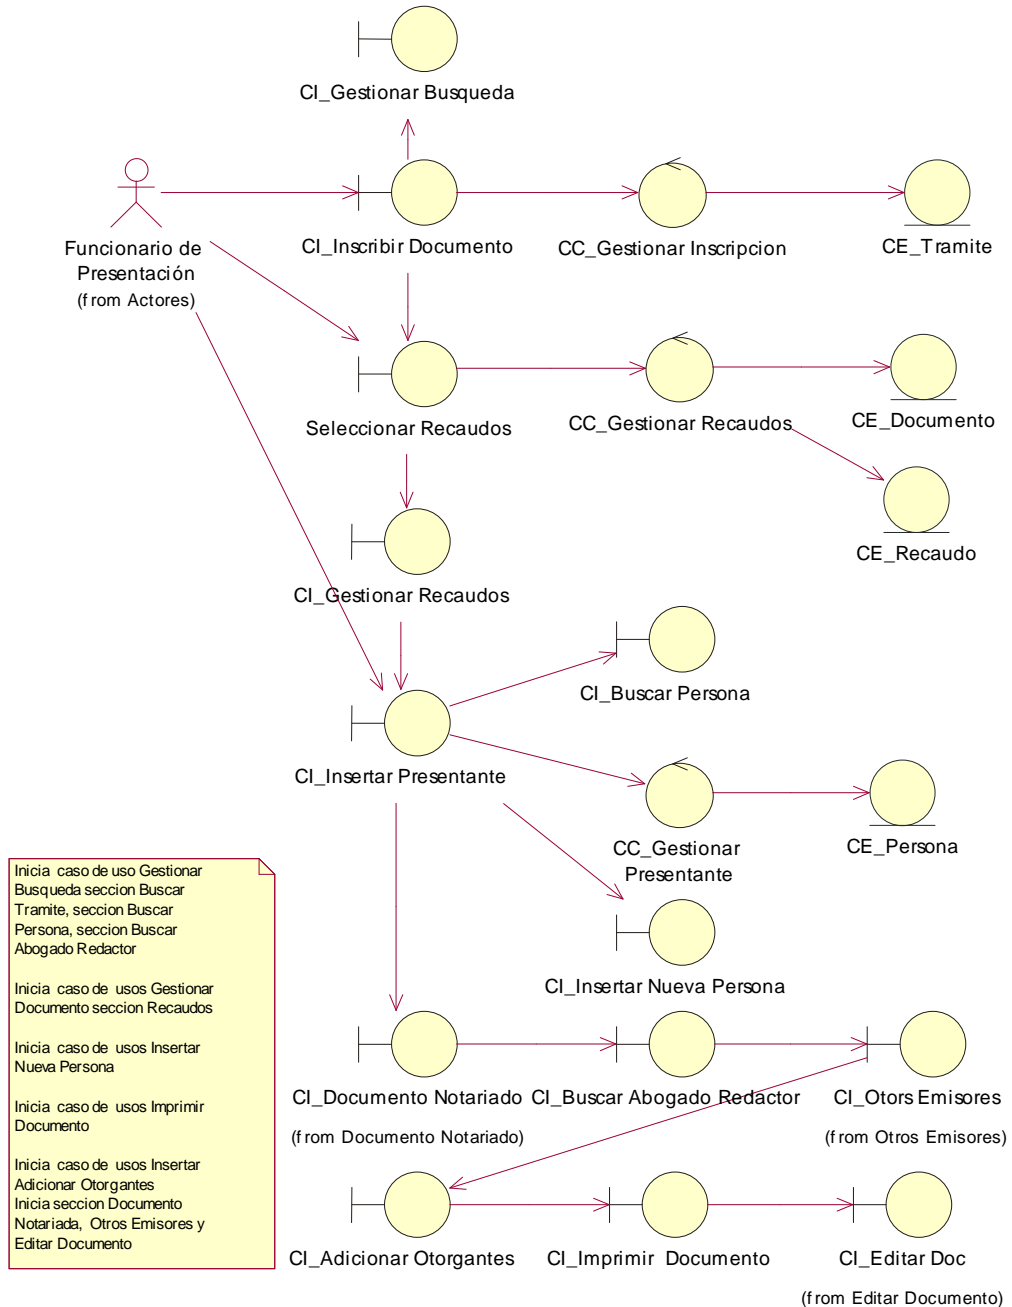 CI_Gestionar Busqueda
Funcionario de
Presentación
(from Actores)
CI_Inscribir Documento
CC_Gestionar Inscripcion
CE_Tramite
Seleccionar Recaudos
CC_Gestionar Recaudos
CE_Documento
CE_Recaudo
CI_Gestionar Recaudos
CI_Buscar Persona
CI_Insertar Presentante
CC_Gestionar
Presentante
CE_Persona
CI_Insertar Nueva Persona
Inicia caso de uso Gestionar
Busqueda seccion Buscar
Tramite, seccion Buscar
Persona, seccion Buscar
Abogado Redactor
Inicia caso de usos Gestionar
Documento seccion Recaudos
Inicia caso de usos Insertar
Nueva Persona
Inicia caso de usos Imprimir
Documento
Inicia caso de usos Insertar
Adicionar Otorgantes
Inicia seccion Documento
Notariada, Otros Emisores y
Editar Documento
CI_Documento Notariado
(from Documento Notariado)
CI_Buscar Abogado Redactor
CI_Otors Emisores
(from Otros Emisores)
CI_Adicionar Otorgantes
CI_Imprimir Documento
CI_Editar Doc
(from Editar Documento)